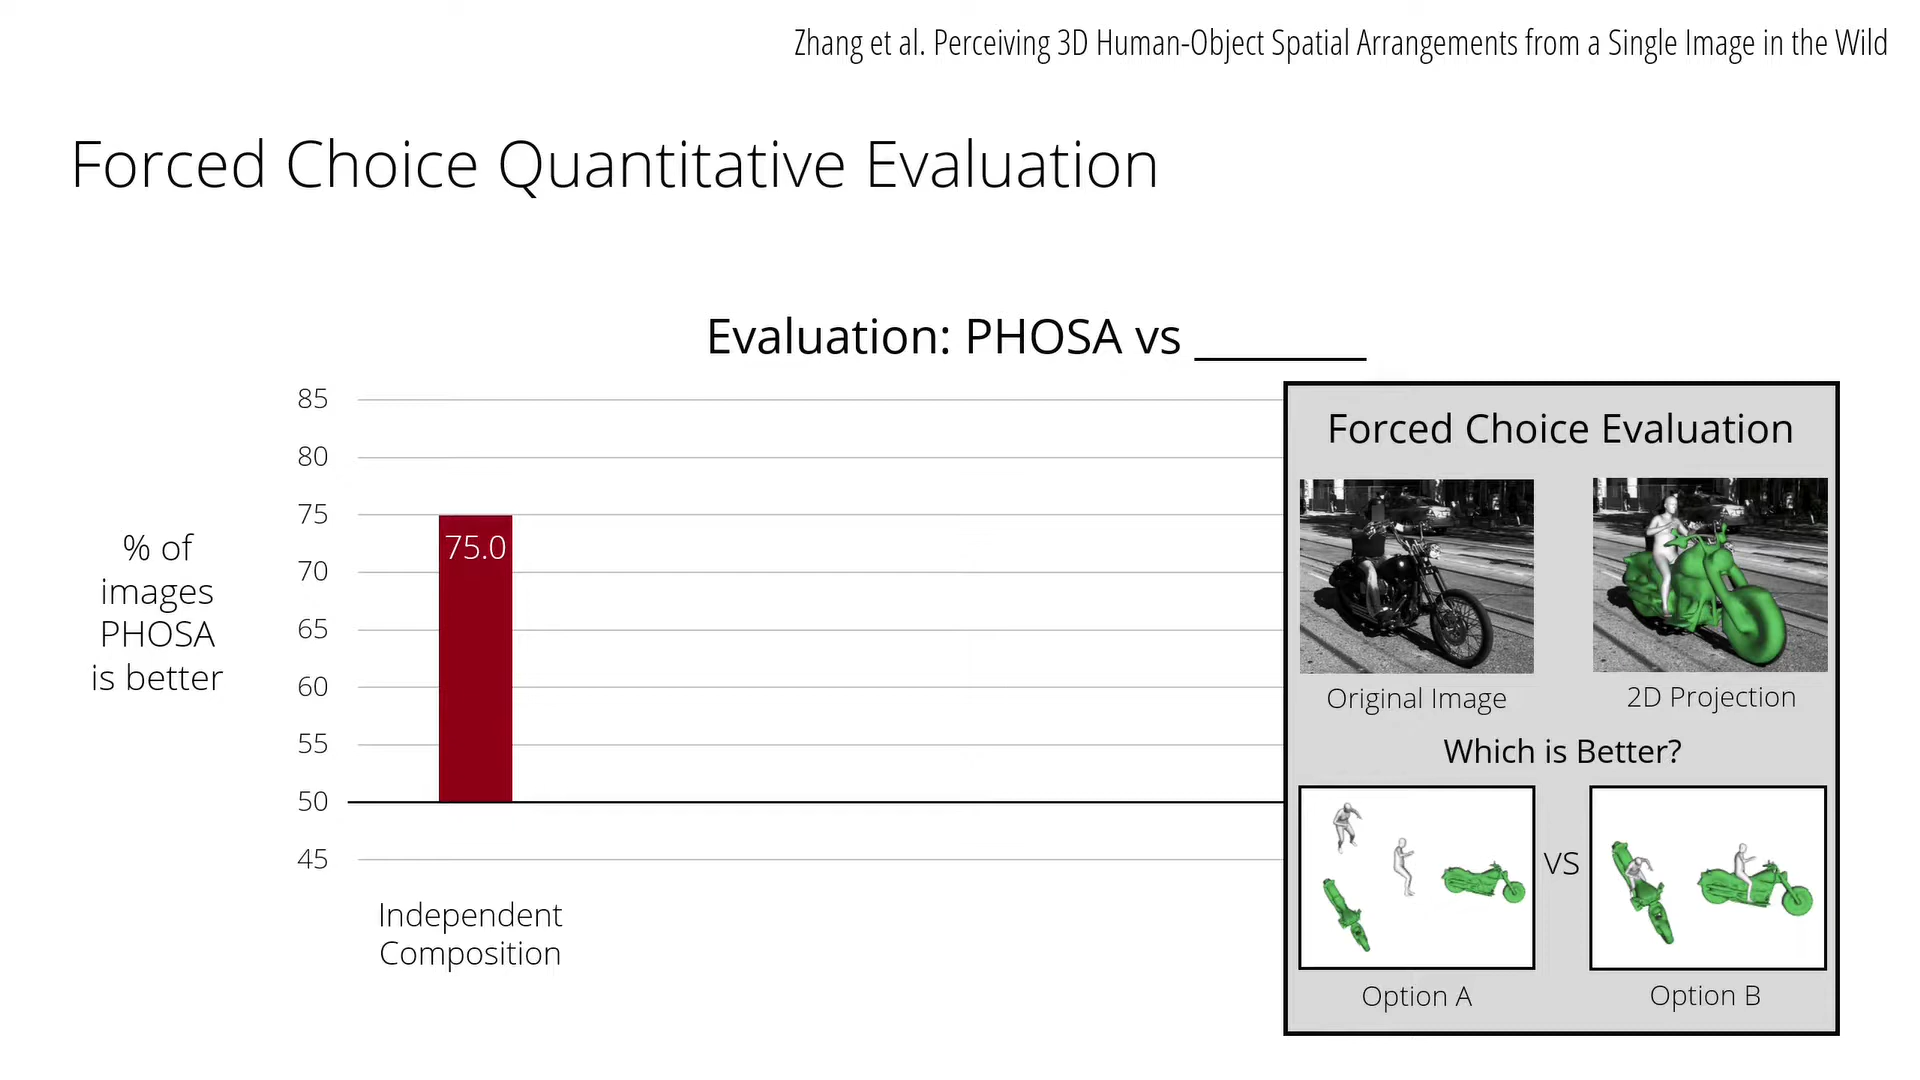 Zhang et al. Perceiving 3D Human-Object Spatial Arrangements from a Single Image in the Wild
Forced Choice Quantitative Evaluation
Evaluation: PHOSA vs ________
85
80
75
70
65
60
55
50
45
% of
images
PHOSA
is better
75.0
Independent
Composition
Forced Choice Evaluation
Original Image
2D Projection
Which is Better?
VS
Option A
Option B